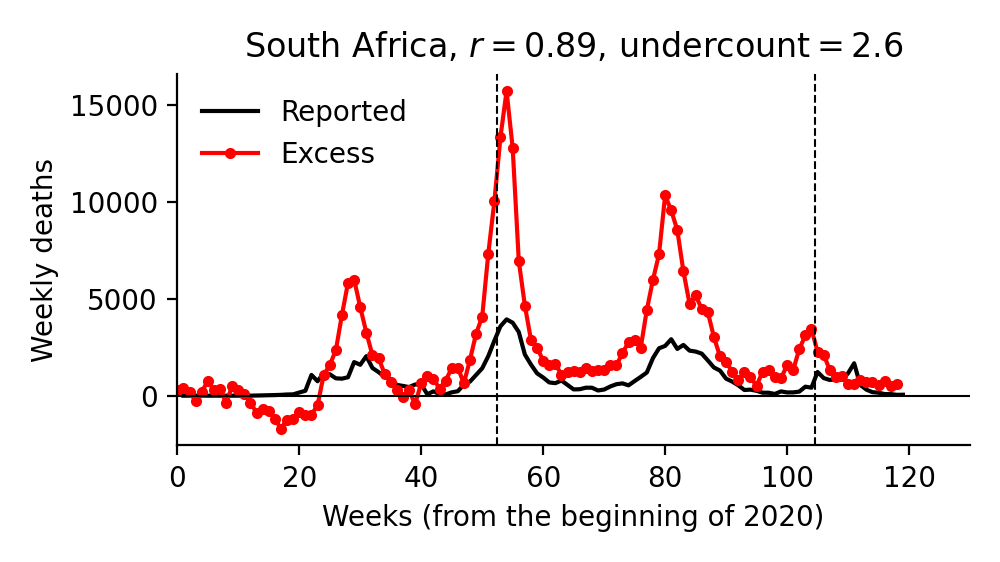 South Africa, r = 0.89, undercount = 2.6
Reported
Excess
Weekly deaths
15000
10000
5000
0
0 20 40 60 80 100 120
Weeks (from the beginning of 2020)